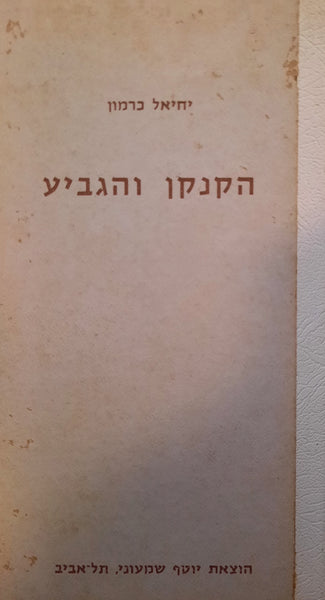 יחיאל כרמון
הקנקן והגביע
הוצאת יוסף שמעוני, תל־אביב